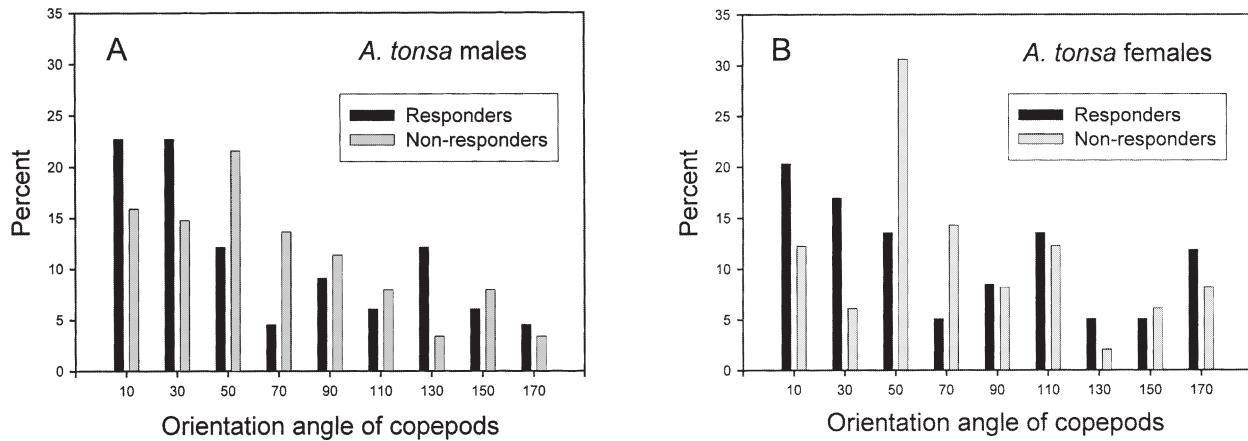 A
A. tonsa males
Responders
Non-responders
Percent
35
30
25
20
15
10
5
0
10 30 50 70 90 110 130 150 170
Orientation angle of copepods
B
A. tonsa females
Responders
Non-responders
Percent
35
30
25
20
15
10
5
0
10 30 50 70 90 110 130 150 170
Orientation angle of copepods